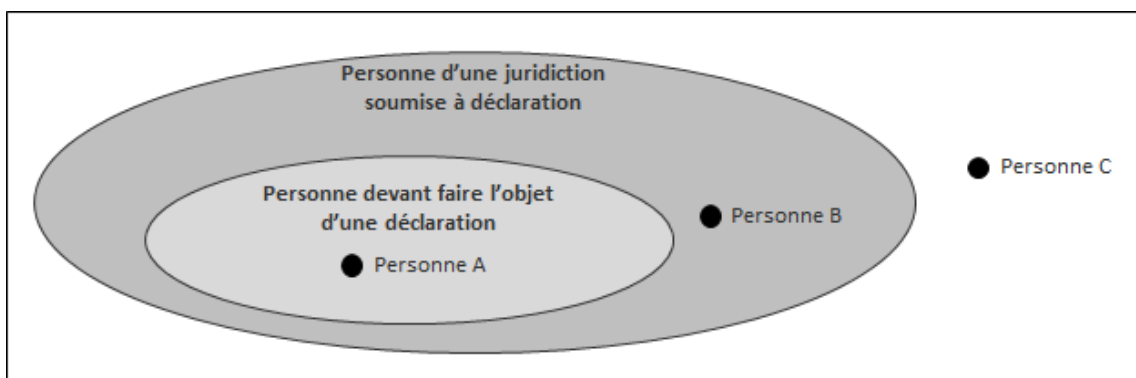 Personne d’une juridiction
soumise à déclaration
Personne devant faire l’objet
d’une déclaration
Personne A
Personne B
Personne C